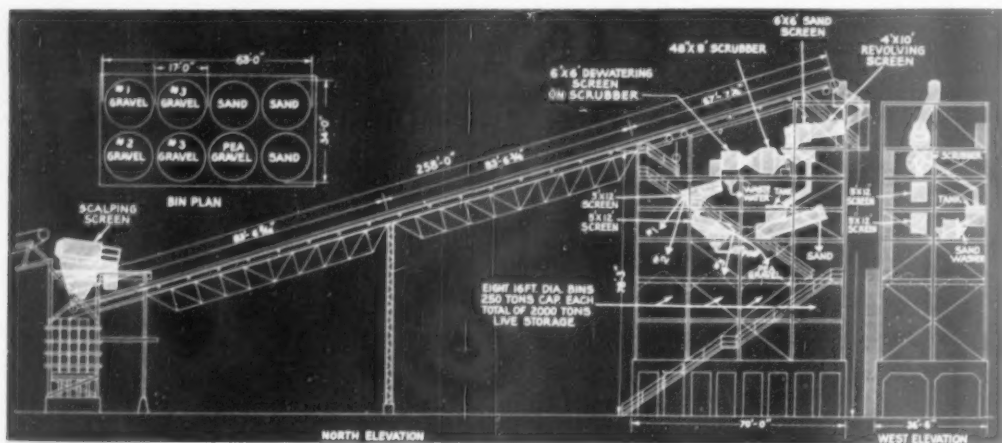 68'-0"
17'-0"
#1
GRAVEL
#3
GRAVEL
SAND
SAND
#2
GRAVEL
#3
GRAVEL
PEA
GRAVEL
SAND
34'-0"
BIN PLAN
SCALPING
SCREEN
258'-0"
6'X6' DEWATERING
SCREEN
ON SCRUBBER
48"X8' SCRUBBER
6'X6' SAND
SCREEN
4'X10'
REVOLVING
SCREEN
WASTE
WATER
TANK
5'X12'
SCREEN
5'X12'
SCREEN
SAND
EIGHT 16FT. DIA. BINS
250 TONS CAP. EACH
TOTAL OF 2000 TONS
LIVE STORAGE
70'-0"
NORTH ELEVATION
SCRUBBER
5'X12'
SCREEN
5'X12'
SCREEN
TANK
SAND
WASHER
36'-6"
WEST ELEVATION